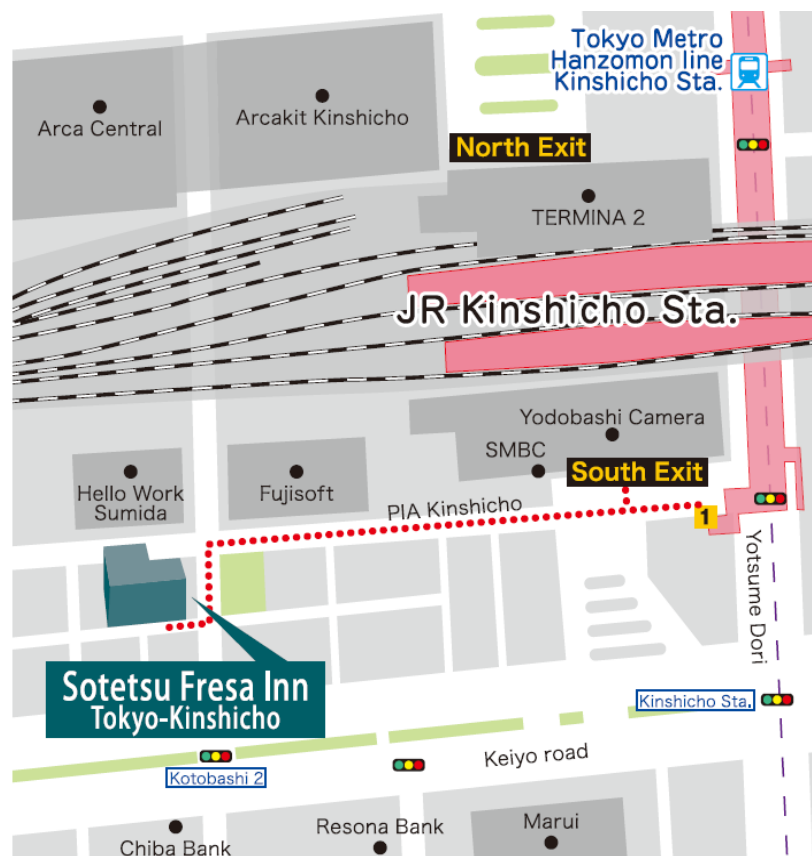 Tokyo Metro
Hanzomon line
Kinshicho Sta.
Arca Central
Arcakit Kinshicho
North Exit
TERMINA 2
JR Kinshicho Sta.
Yodobashi Camera
SMBC
South Exit
Hello Work
Sumida
Fujisoft
PIA Kinshicho
1
Yotsume Dori
Sotetsu Fresa Inn
Tokyo-Kinshicho
Kinshicho Sta.
Keiyo road
Kotobashi 2
Chiba Bank
Resona Bank
Marui